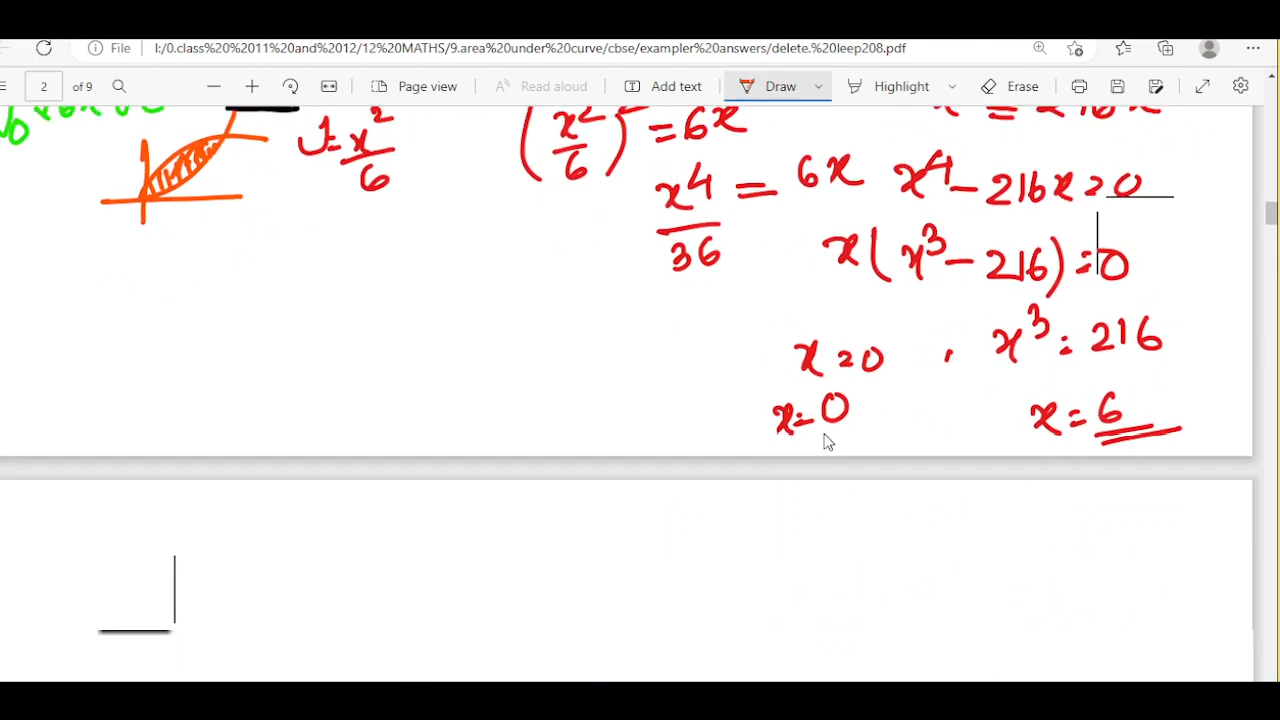 File I:/0.class%20%2011%20and%2012/12%20MATHS/9.area%20under%20curve/cbse/exampler%20answers/delete.%20leep208.pdf
2 of 9 Page view Read aloud Add text Draw Highlight Erase
y = x²/6
(x²/6)² = 6x
x⁴/36 = 6x
x⁴ - 216x = 0
x(x³ - 216) = 0
x = 0 , x³ = 216
x = 0 x = 6